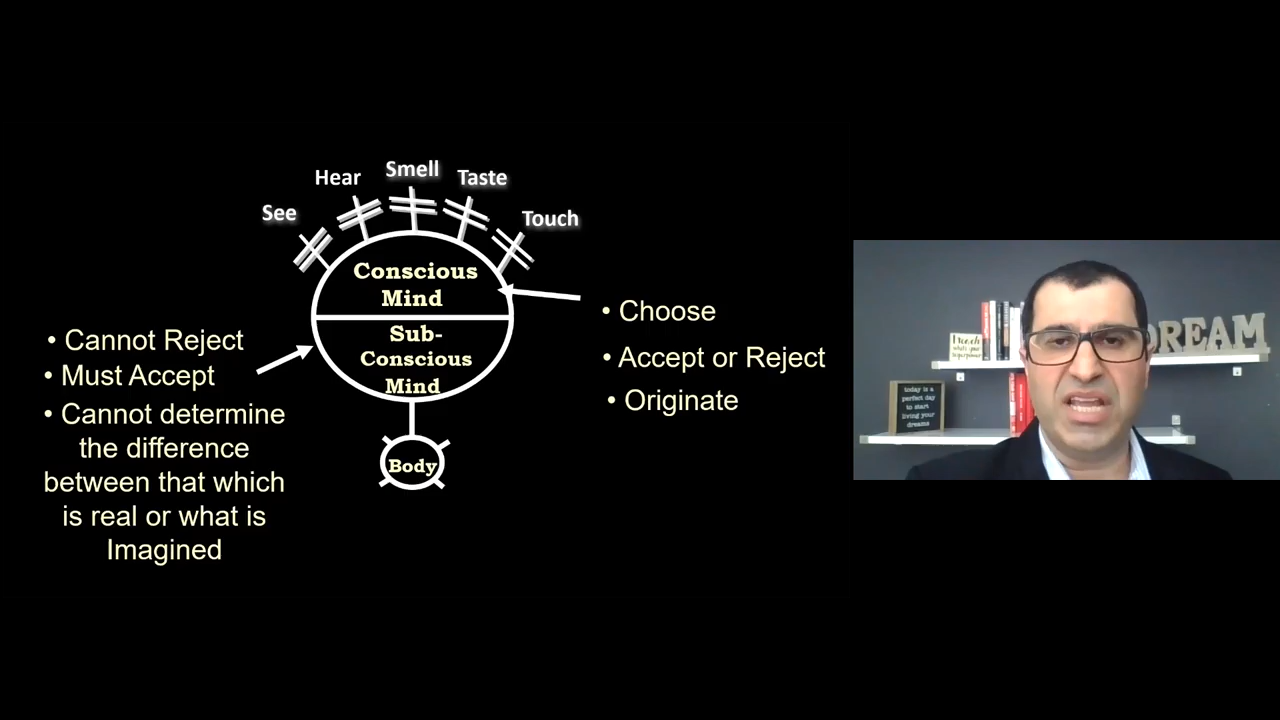 See
Hear
Smell
Taste
Touch
Conscious
Mind
Sub-
Conscious
Mind
Body
• Cannot Reject
• Must Accept
• Cannot determine
the difference
between that which
is real or what is
Imagined
• Choose
• Accept or Reject
• Originate
DREAM
today is a
perfect day
to start
living your
dreams